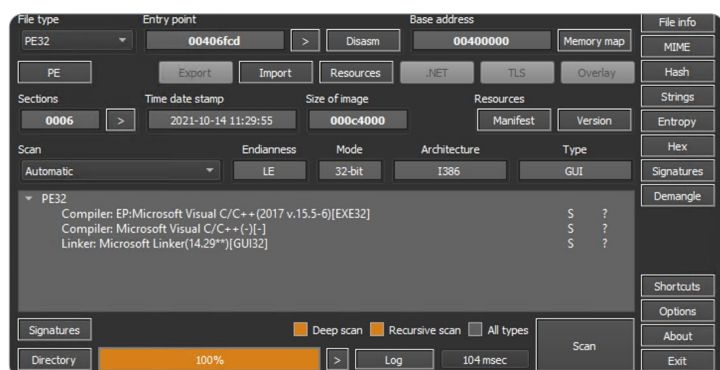 File type Entry point Base address File info
PE32 00406fcd > Disasm 00400000 Memory map MIME
PE Export Import Resources .NET TLS Overlay Hash
Sections Time date stamp Size of image Resources Strings
0006 > 2021-10-14 11:29:55 000c4000 Manifest Version Entropy
Scan Endianness Mode Architecture Type Hex
Automatic LE 32-bit I386 GUI Signatures
PE32 Demangle
Compiler: EP:Microsoft Visual C/C++(2017 v.15.5-6)[EXE32] S ?
Compiler: Microsoft Visual C/C++(-)[-] S ?
Linker: Microsoft Linker(14.29**)[GUI32] S ?
Shortcuts
Options
Signatures Deep scan Recursive scan All types Scan About
Directory 100% > Log 104 msec Exit